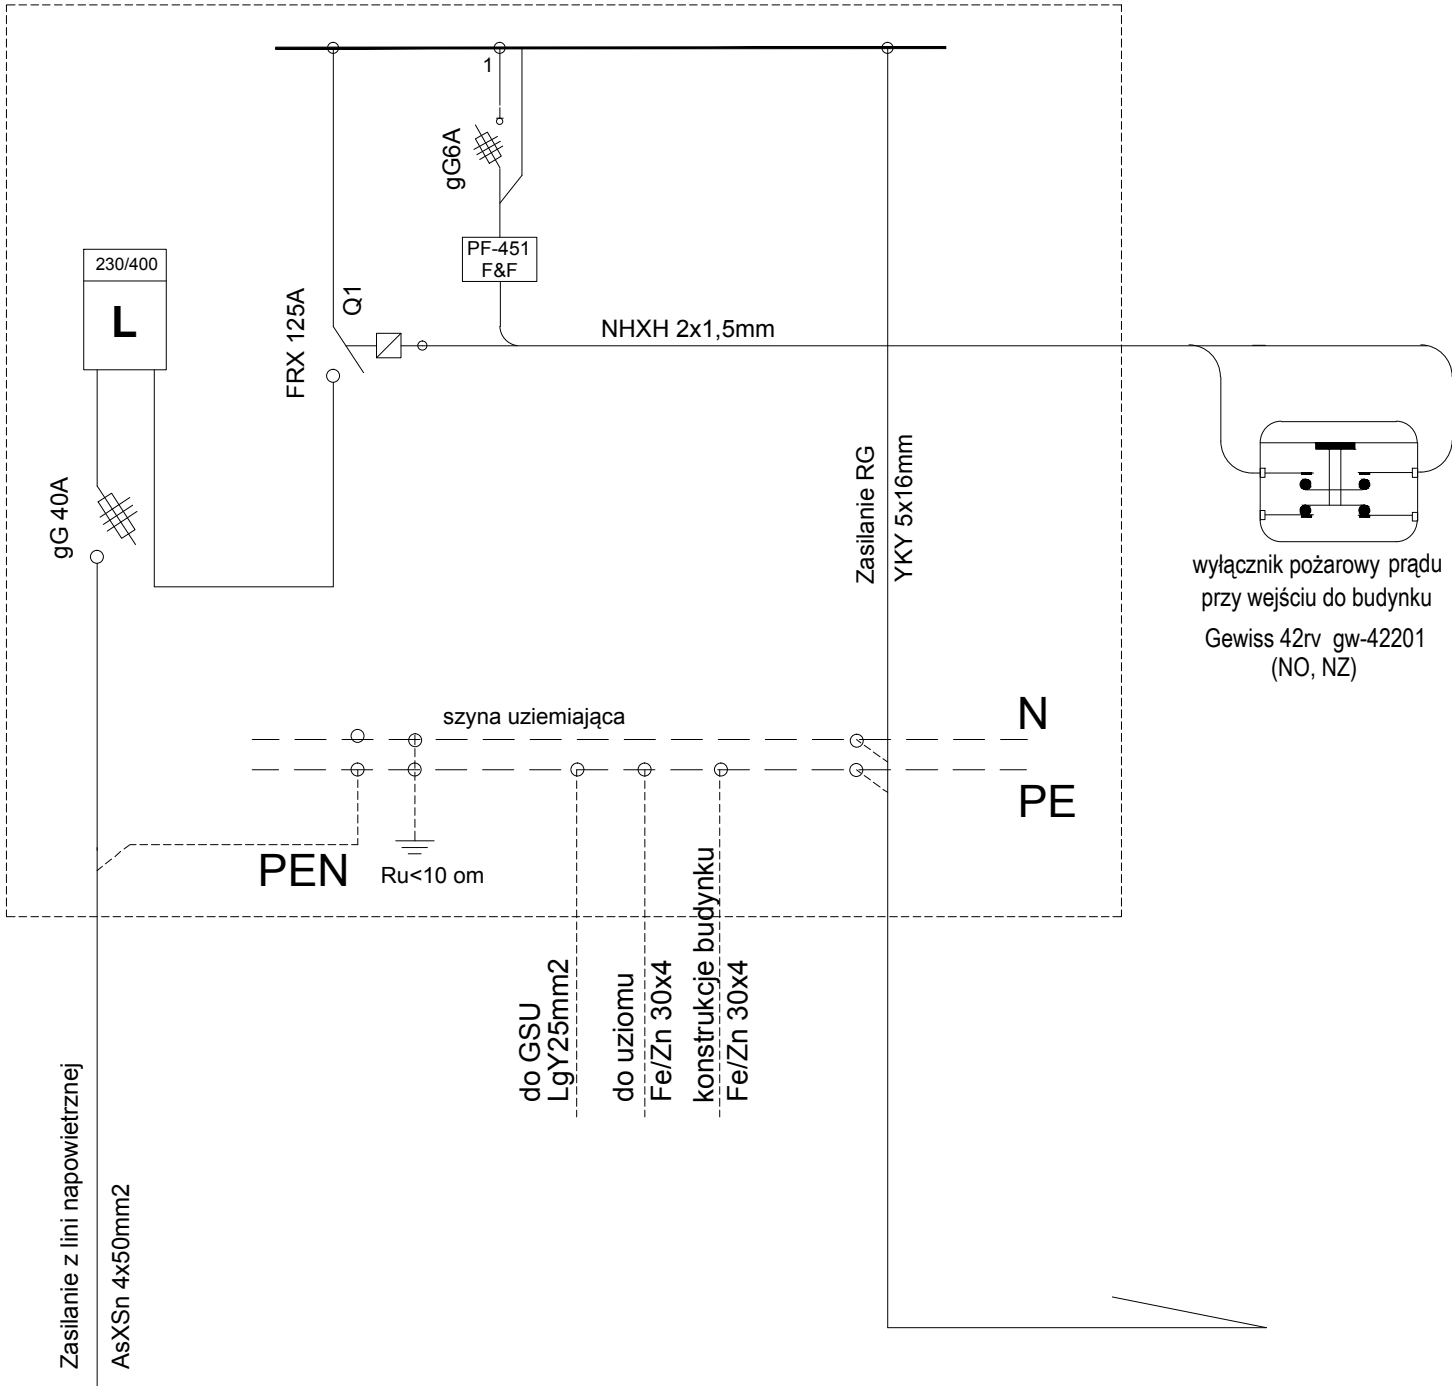 1
gG6A
PF-451
F&F
230/400
L
FRX 125A
Q1
NHXH 2x1,5mm
gG 40A
Zasilanie RG
YKY 5x16mm
wyłącznik pożarowy prądu
przy wejściu do budynku
Gewiss 42rv gw-42201
(NO, NZ)
szyna uziemiająca
N
PE
PEN
Ru<10 om
do GSU
LgY25mm2
do uziomu
Fe/Zn 30x4
konstrukcje budynku
Fe/Zn 30x4
Zasilanie z lini napowietrznej
AsXSn 4x50mm2